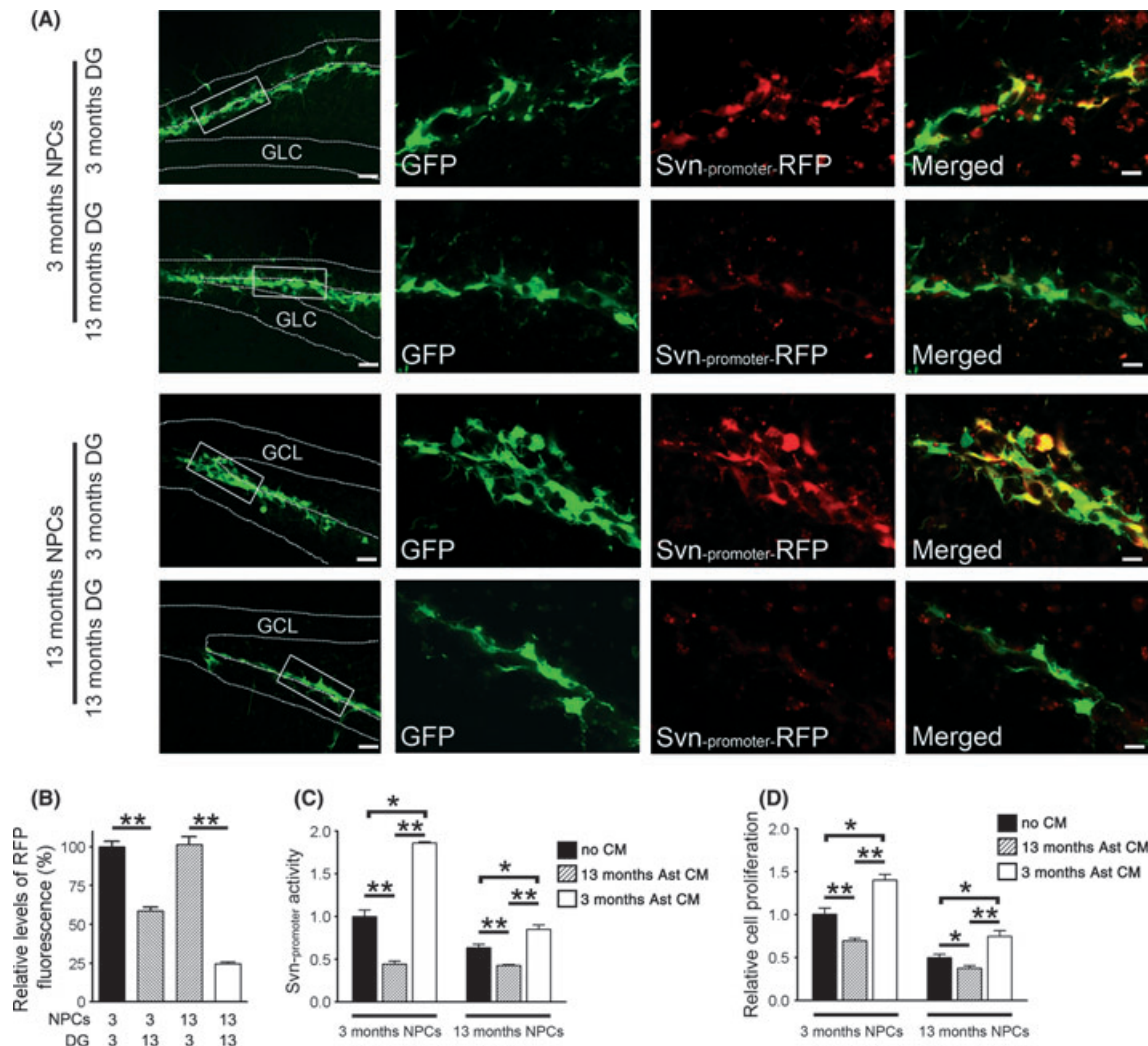 (A)
3 months NPCs
3 months DG
GLC
GFP
Svn-promoter-RFP
Merged
13 months DG
GLC
GFP
Svn-promoter-RFP
Merged
13 months NPCs
3 months DG
GCL
GFP
Svn-promoter-RFP
Merged
13 months DG
GCL
GFP
Svn-promoter-RFP
Merged
(B)
Relative levels of RFP
fluorescence (%)
100
75
50
25
0
** **
NPCs 3 3 13 13
DG 3 13 3 13
(C)
Svn-promoter activity
2.0
1.5
1.0
0.5
0.0
*
**
**
*
**
**
no CM
13 months Ast CM
3 months Ast CM
3 months NPCs 13 months NPCs
(D)
Relative cell proliferation
2.0
1.5
1.0
0.5
0.0
*
**
**
*
**
*
no CM
13 months Ast CM
3 months Ast CM
3 months NPCs 13 months NPCs